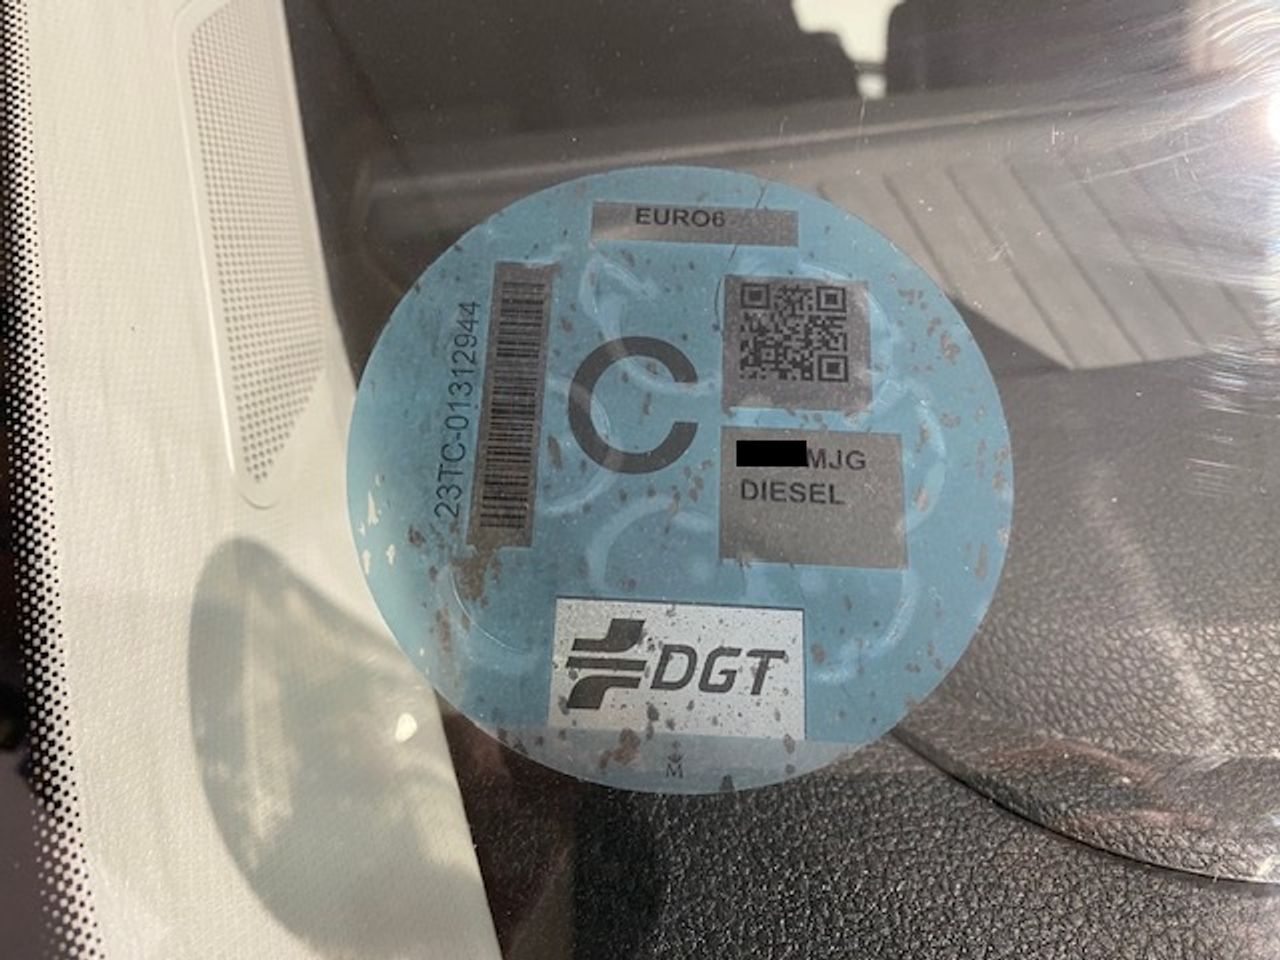 EURO6
23TC-01312944
C
MJG
DIESEL
DGT
M